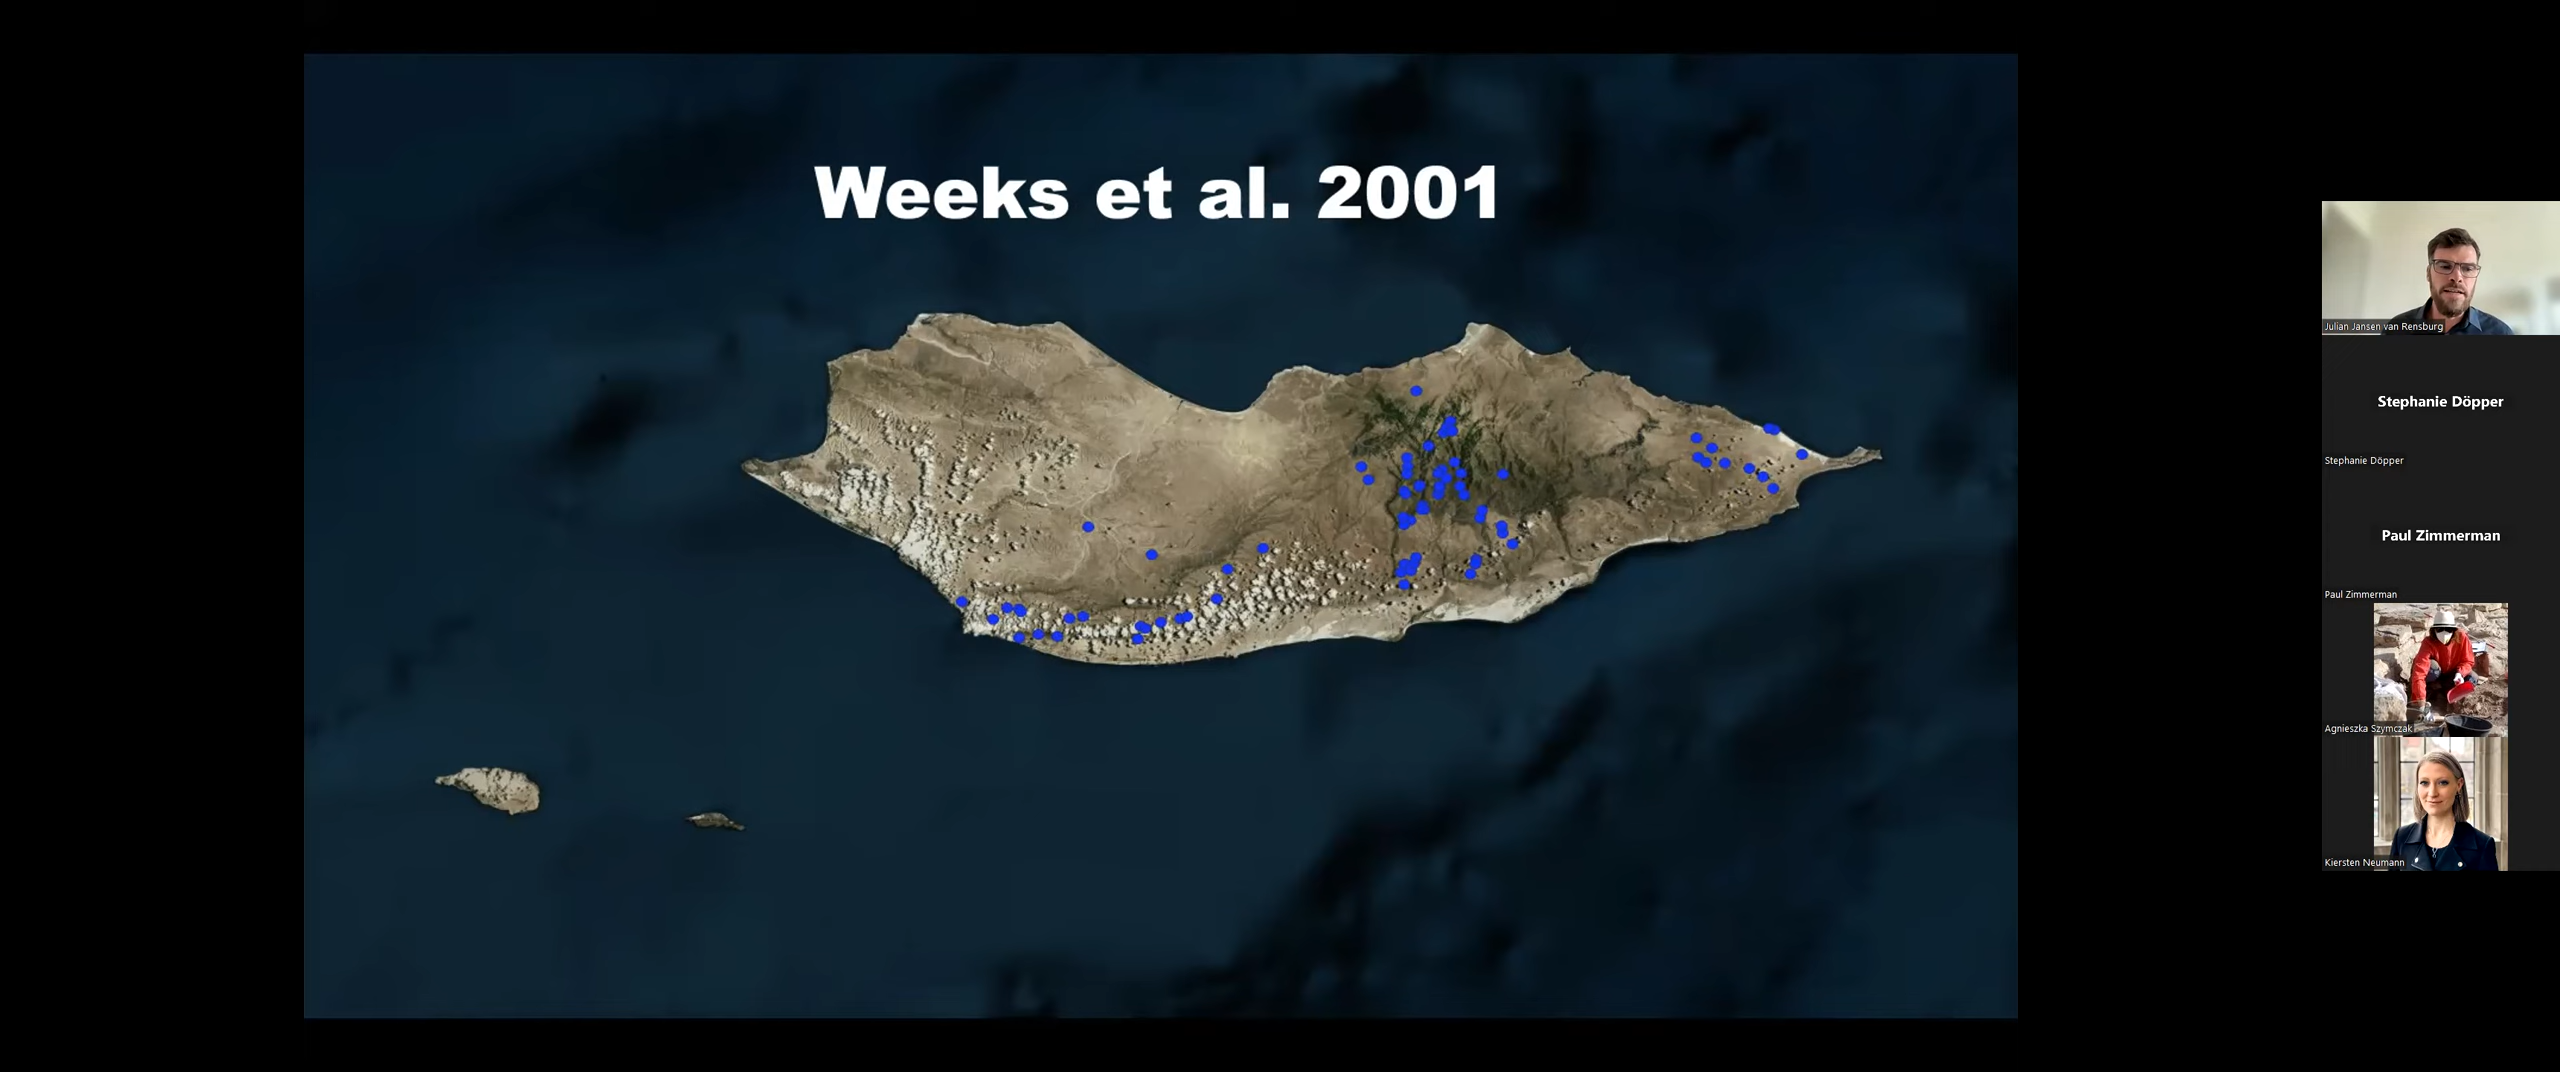 Weeks et al. 2001
Julian Jansen van Rensburg
Stephanie Döpper
Stephanie Döpper
Paul Zimmerman
Paul Zimmerman
Agnieszka Szymczak
Kiersten Neumann